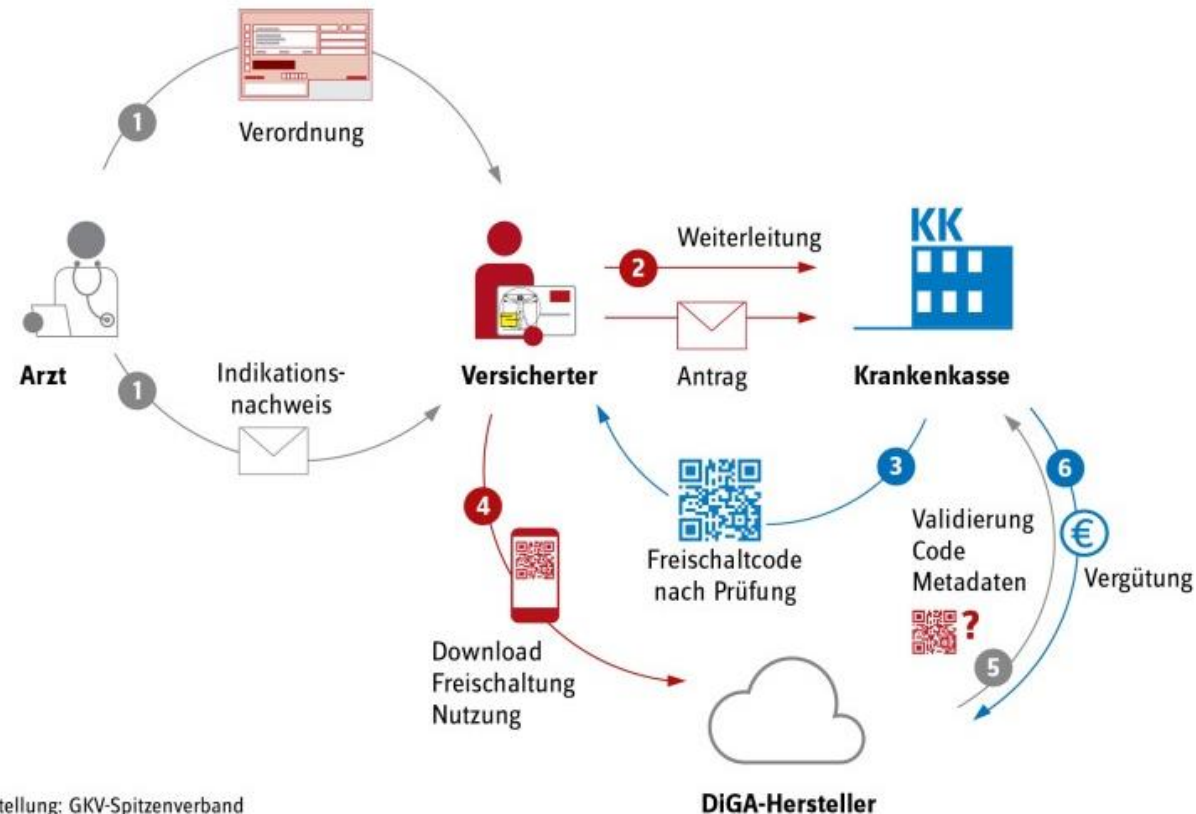 1
Verordnung
Arzt
1
Indikations-
nachweis
Versicherter
2
Weiterleitung
Antrag
KK
Krankenkasse
3
Freischaltcode
nach Prüfung
4
Download
Freischaltung
Nutzung
DiGA-Hersteller
Validierung
Code
Metadaten
?
5
6
€
Vergütung
tellung: GKV-Spitzenverband